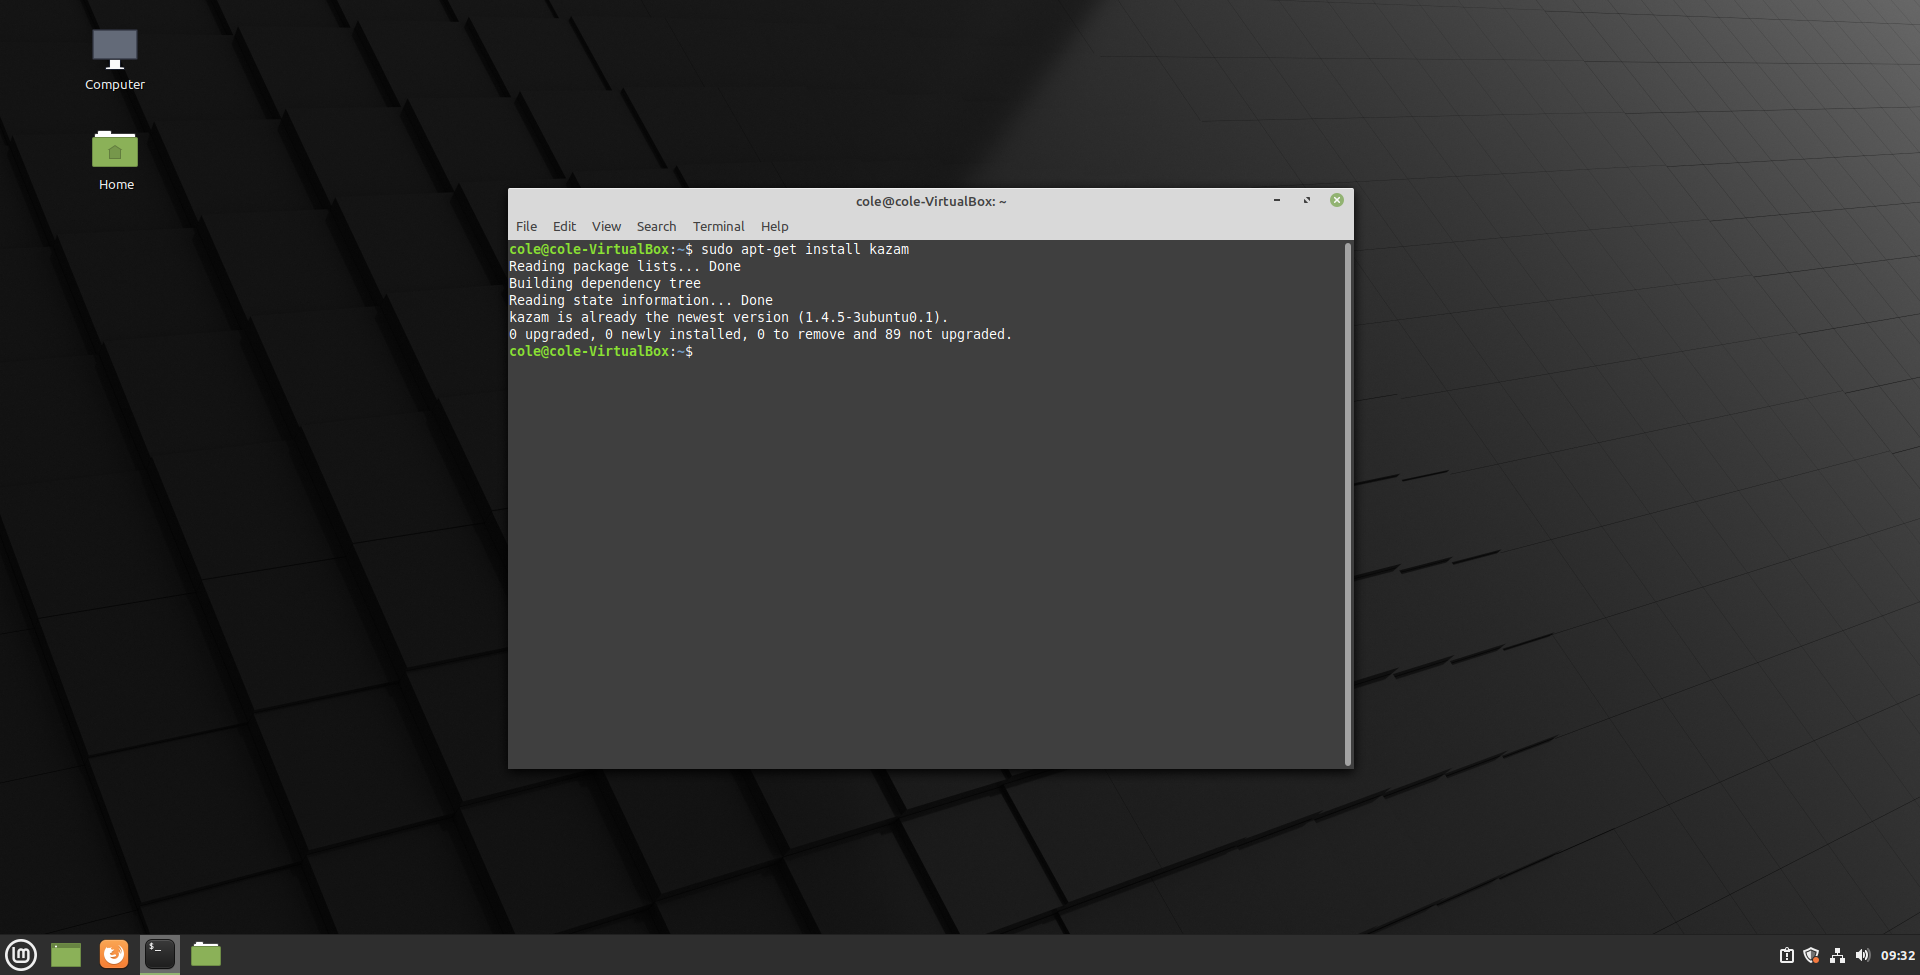 Computer
Home
cole@cole-VirtualBox: ~
File Edit View Search Terminal Help
cole@cole-VirtualBox:~$ sudo apt-get install kazam
Reading package lists... Done
Building dependency tree
Reading state information... Done
kazam is already the newest version (1.4.5-3ubuntu0.1).
0 upgraded, 0 newly installed, 0 to remove and 89 not upgraded.
cole@cole-VirtualBox:~$
$_
09:32